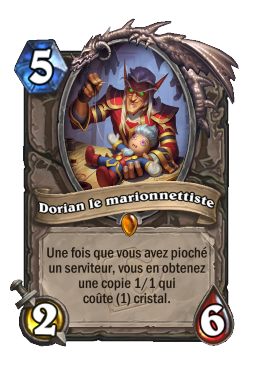 5
Dorian le marionnettiste
Une fois que vous avez pioché
un serviteur, vous en obtenez
une copie 1/1 qui
coûte (1) cristal.
2
6